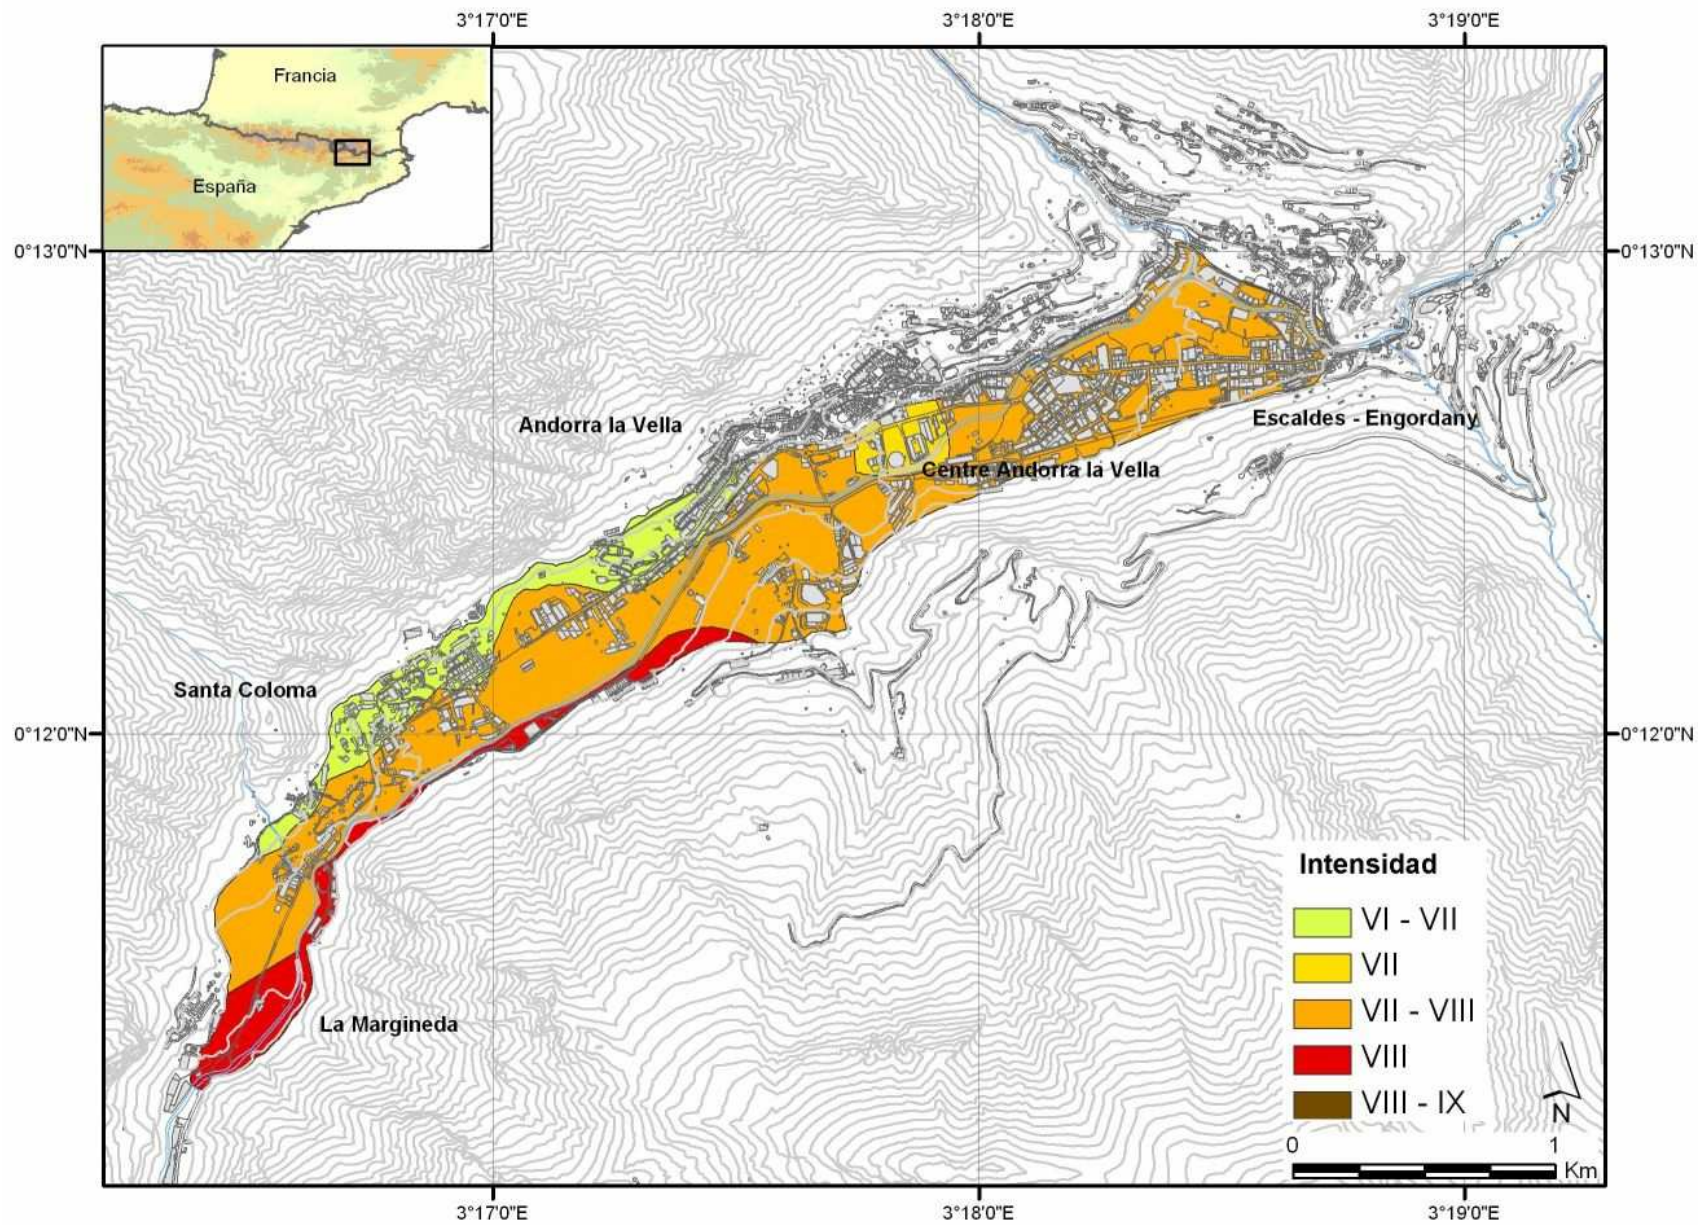 3°17'0"E
3°18'0"E
3°19'0"E
Francia
España
0°13'0"N
0°13'0"N
Andorra la Vella
Escaldes - Engordany
Centre Andorra la Vella
Santa Coloma
0°12'0"N
0°12'0"N
La Margineda
Intensidad
VI - VII
VII
VII - VIII
VIII
VIII - IX
N
0
1
Km
3°17'0"E
3°18'0"E
3°19'0"E